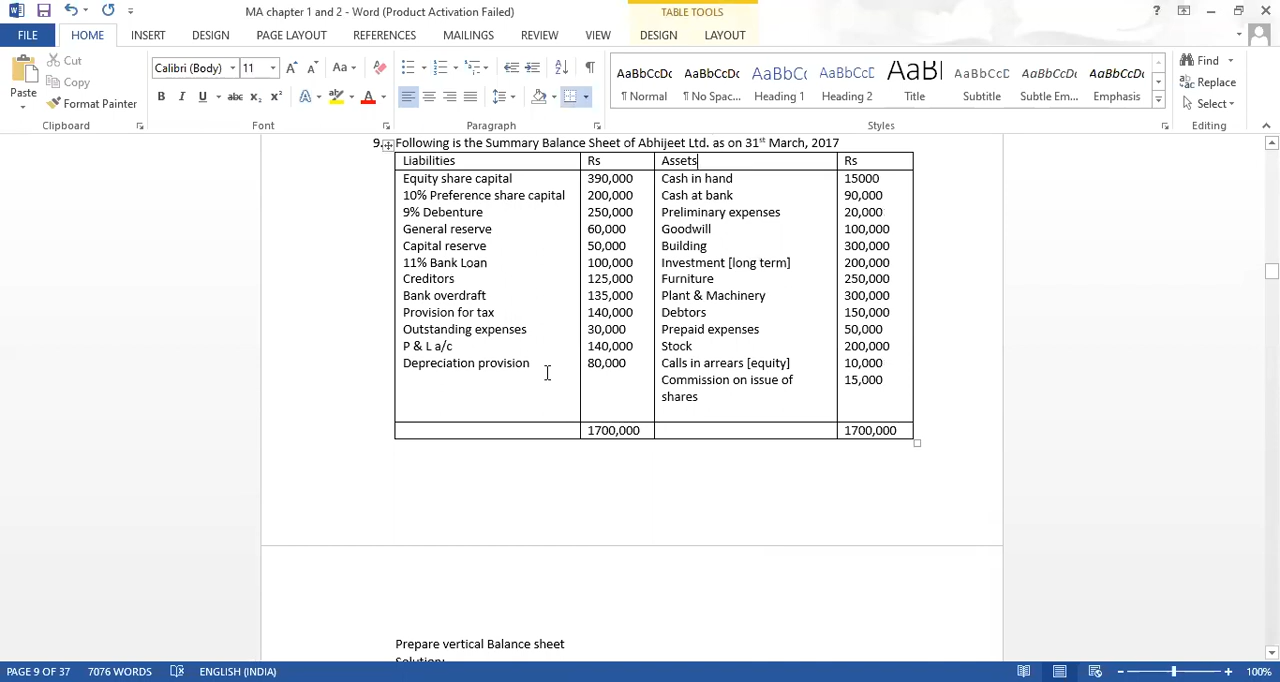 MA chapter 1 and 2 - Word (Product Activation Failed)
TABLE TOOLS
FILE HOME INSERT DESIGN PAGE LAYOUT REFERENCES MAILINGS REVIEW VIEW DESIGN LAYOUT
Paste
Cut
Copy
Format Painter
Clipboard
Calibri (Body) 11
Font
Paragraph
AaBbCcDc AaBbCcDc AaBbCc AaBbCcD AaBl AaBbCcD AaBbCcDc AaBbCcDc
¶ Normal ¶ No Spac... Heading 1 Heading 2 Title Subtitle Subtle Em... Emphasis
Styles
Find
Replace
Select
Editing
9. Following is the Summary Balance Sheet of Abhijeet Ltd. as on 31st March, 2017
Liabilities Rs Assets Rs
Equity share capital 390,000 Cash in hand 15000
10% Preference share capital 200,000 Cash at bank 90,000
9% Debenture 250,000 Preliminary expenses 20,000
General reserve 60,000 Goodwill 100,000
Capital reserve 50,000 Building 300,000
11% Bank Loan 100,000 Investment [long term] 200,000
Creditors 125,000 Furniture 250,000
Bank overdraft 135,000 Plant & Machinery 300,000
Provision for tax 140,000 Debtors 150,000
Outstanding expenses 30,000 Prepaid expenses 50,000
P & L a/c 140,000 Stock 200,000
Depreciation provision 80,000 Calls in arrears [equity] 10,000
Commission on issue of 15,000
shares
1700,000 1700,000
Prepare vertical Balance sheet
Solution:
PAGE 9 OF 37 7076 WORDS ENGLISH (INDIA) 100%